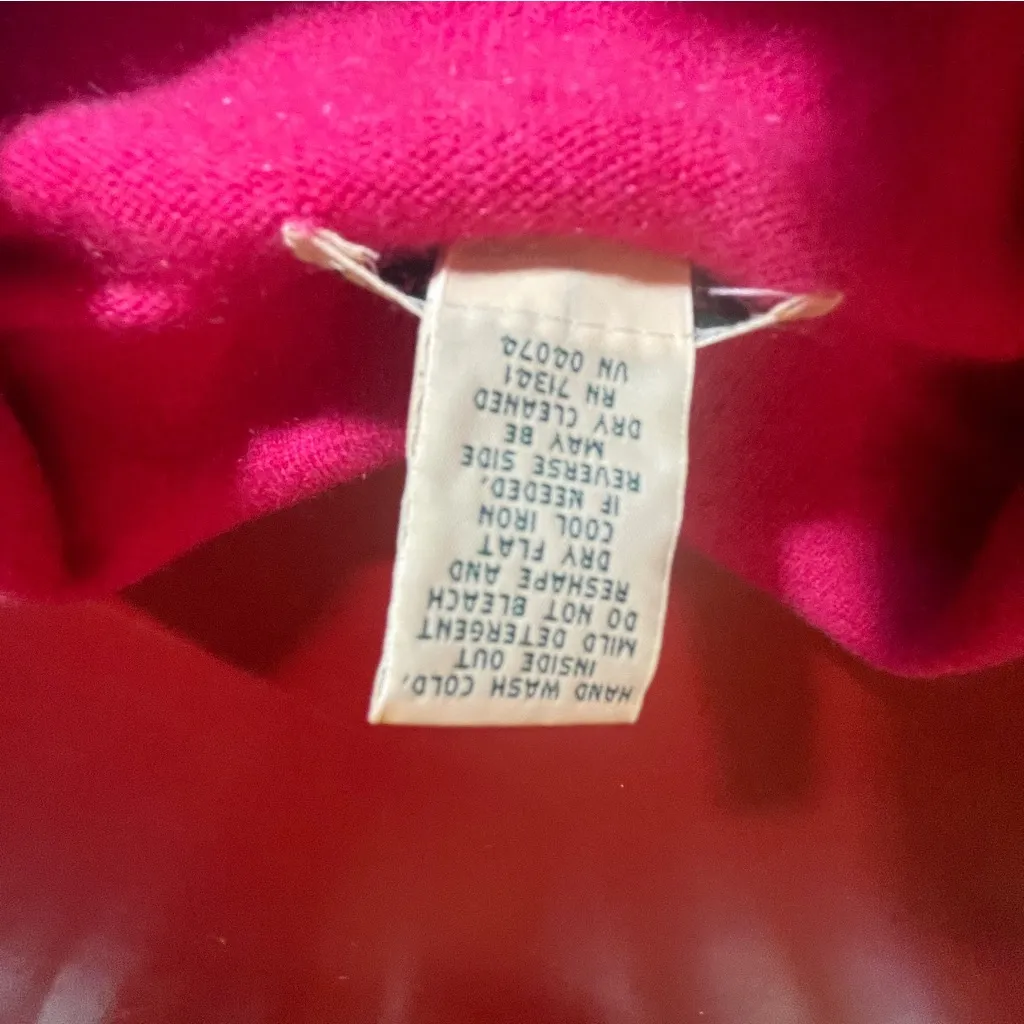 HAND WASH COLD,
INSIDE OUT
MILD DETERGENT
DO NOT BLEACH
RESHAPE AND
DRY FLAT
COOL IRON
IF NEEDED,
REVERSE SIDE
MAY BE
DRY CLEANED
RN 71341
VN 04074